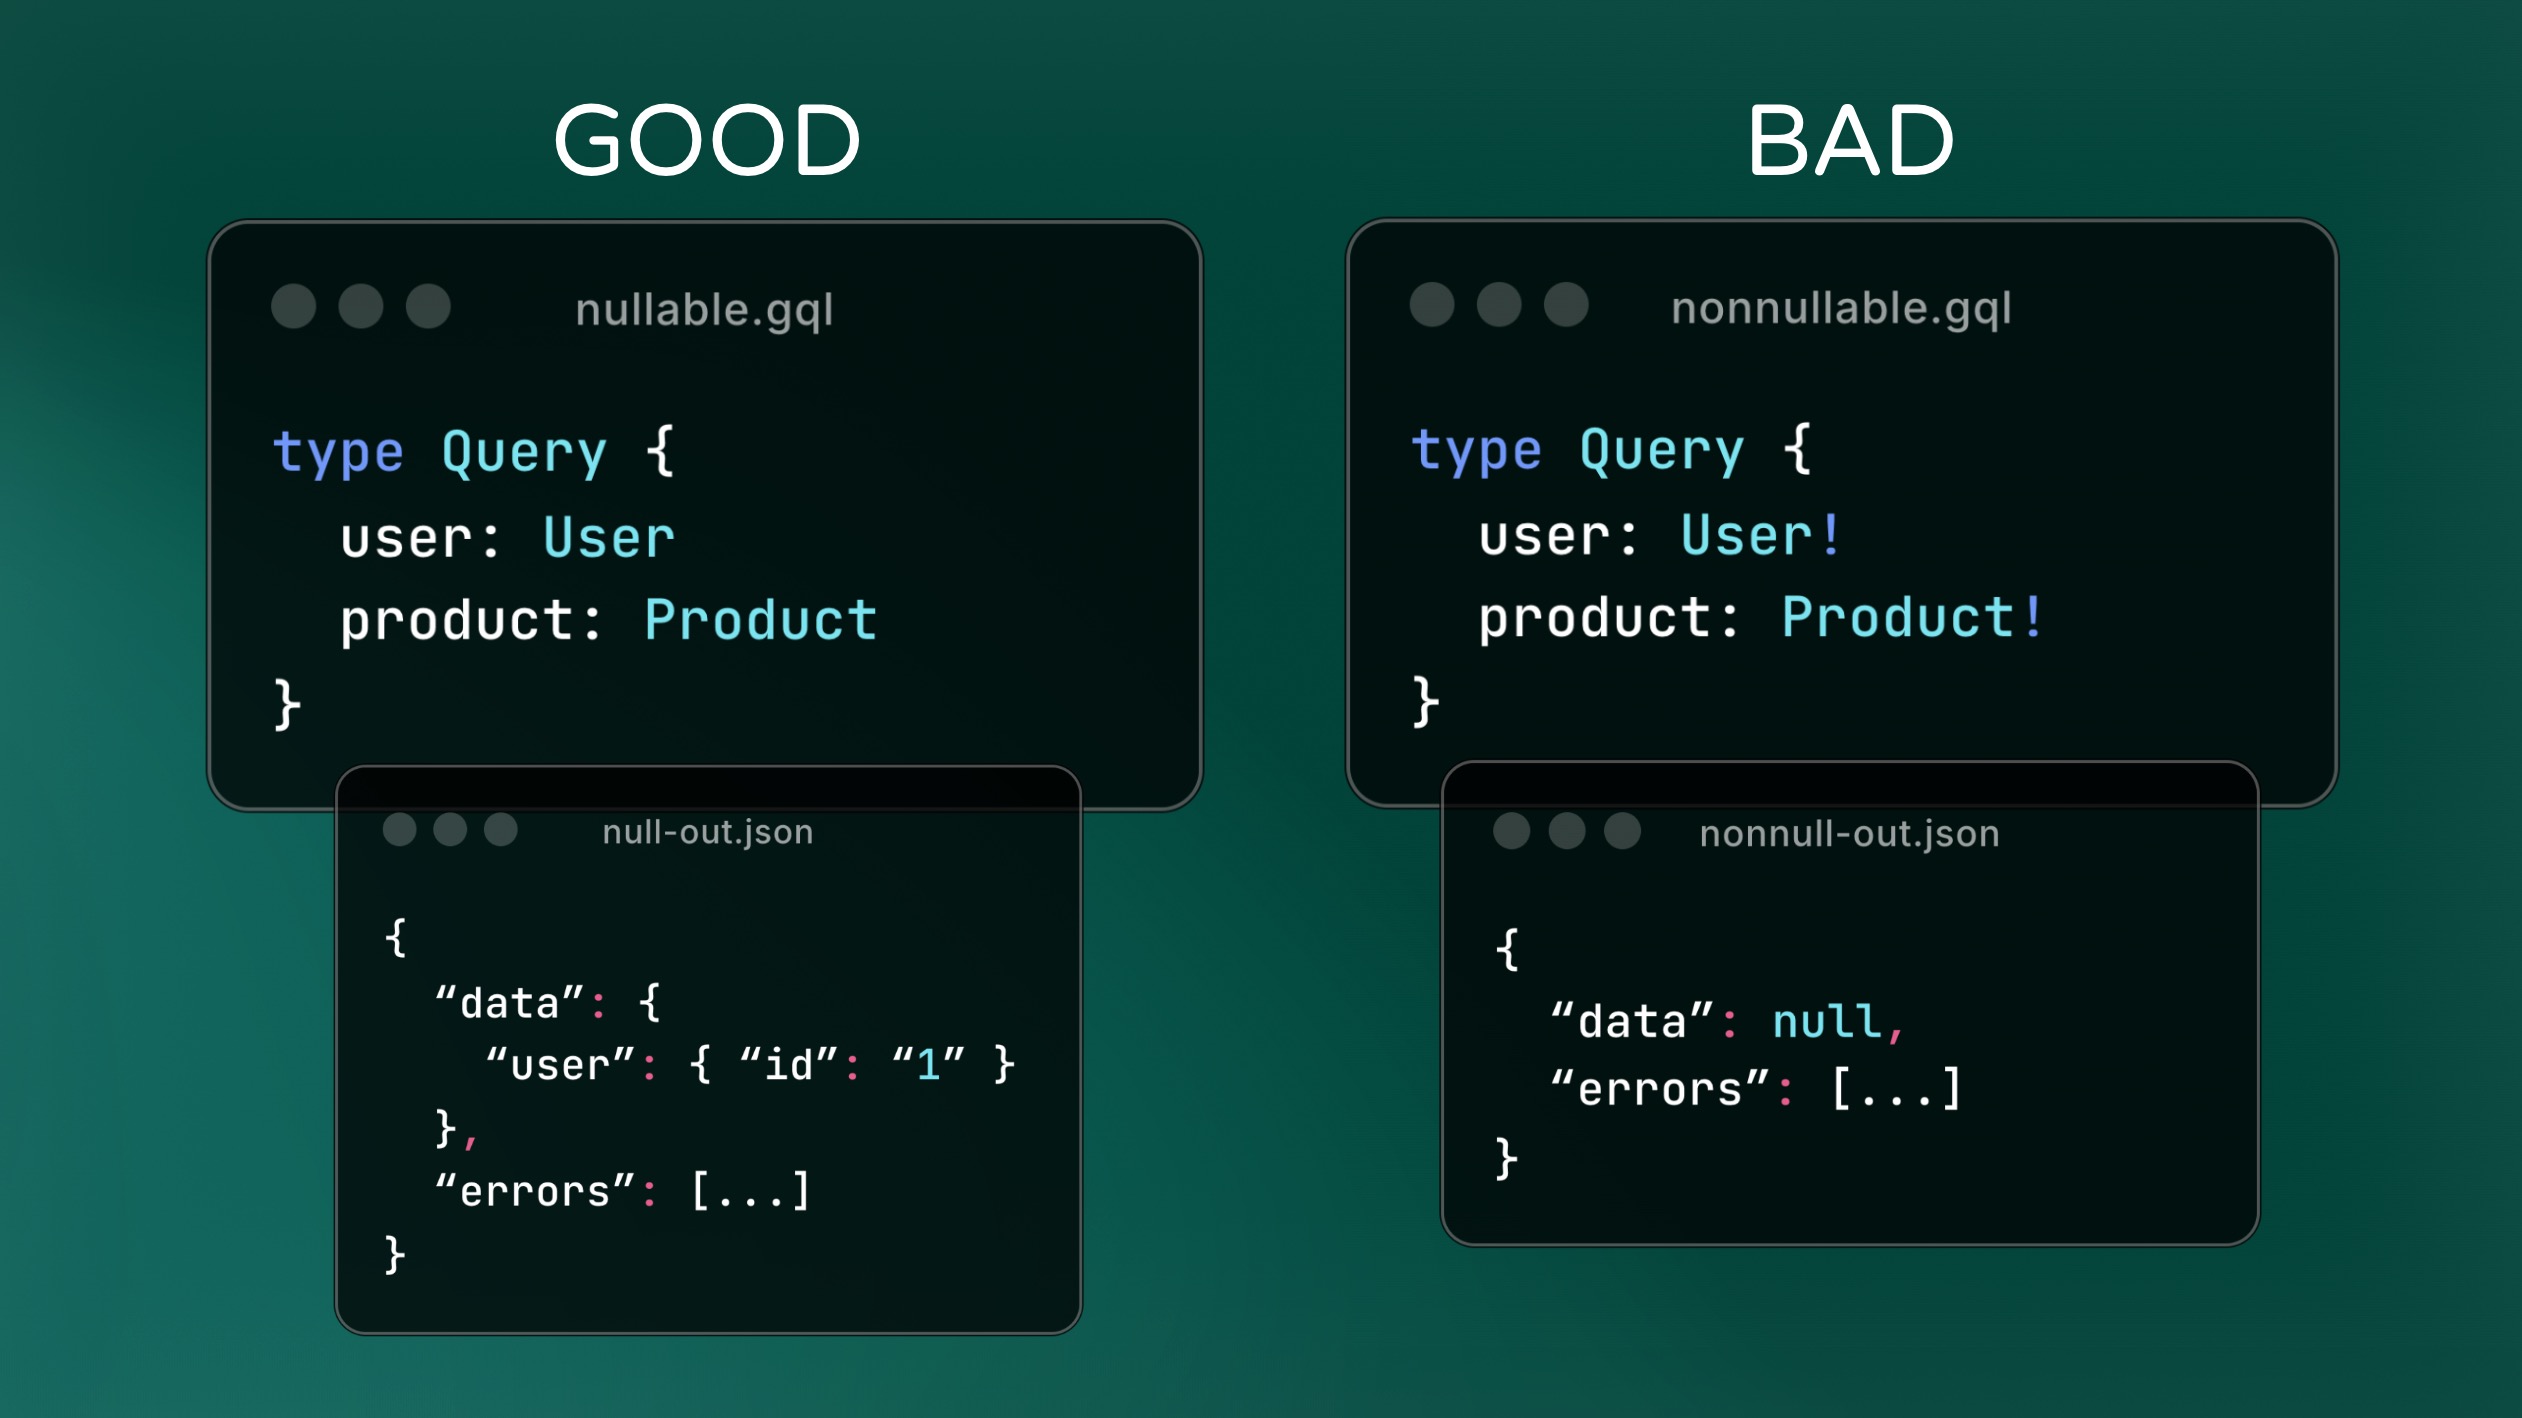 GOOD
nullable.gql
type Query {
  user: User
  product: Product
}
null-out.json
{
  “data”: {
    “user”: { “id”: “1” }
  },
  “errors”: [...]
}
BAD
nonnullable.gql
type Query {
  user: User!
  product: Product!
}
nonnull-out.json
{
  “data”: null,
  “errors”: [...]
}